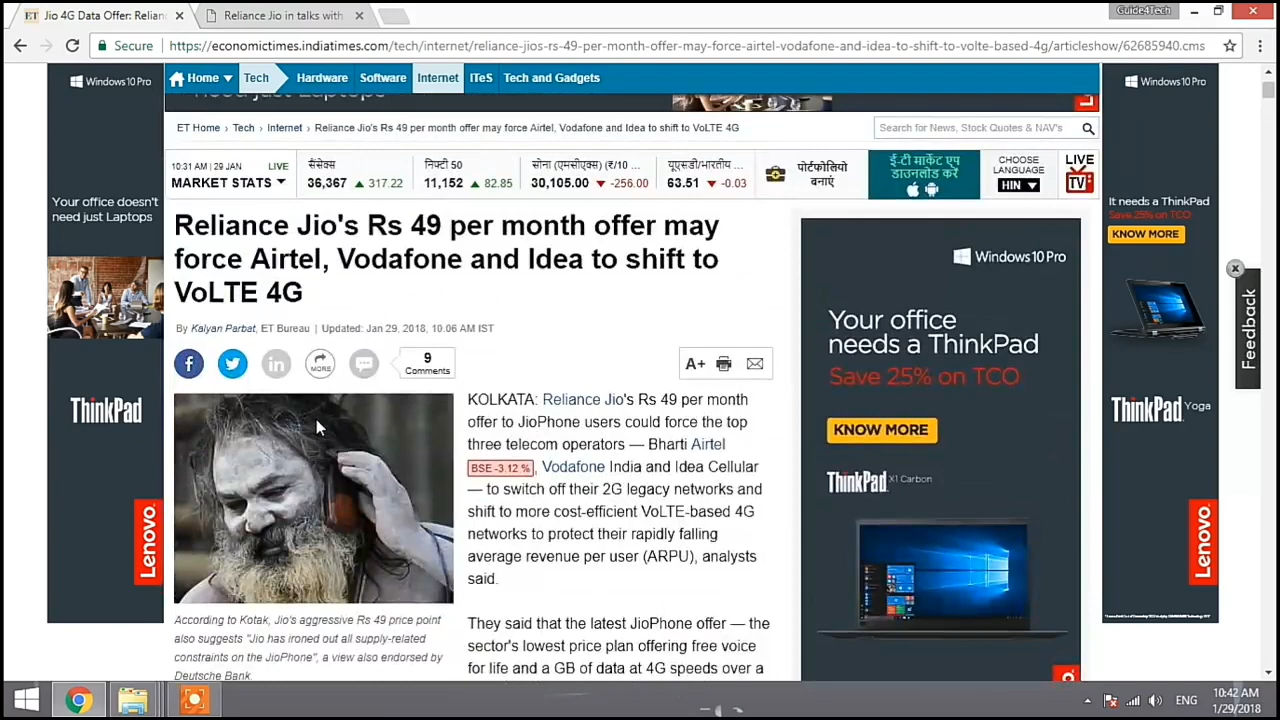 Jio 4G Data Offer: Relian
Reliance Jio in talks with
Guide4Tech
Secure
https://economictimes.indiatimes.com/tech/internet/reliance-jios-rs-49-per-month-offer-may-force-airtel-vodafone-and-idea-to-shift-to-volte-based-4g/articleshow/62685940.cms
Windows 10 Pro
Home
Tech
Hardware
Software
Internet
ITeS
Tech and Gadgets
Windows 10 Pro
ET Home › Tech › Internet › Reliance Jio's Rs 49 per month offer may force Airtel, Vodafone and Idea to shift to VoLTE 4G
Search for News, Stock Quotes & NAV's
10:31 AM | 29 JAN LIVE
MARKET STATS
सेंसेक्स
36,367 ▲ 317.22
निफ्टी 50
11,152 ▲ 82.85
सोना (एमसीएक्स) (₹/10 ...
30,105.00 ▼ -256.00
यूएसडी/भारतीय ...
63.51 ▼ -0.03
पोर्टफोलियो
बनाएं
ई-टी मार्केट एप
डाउनलोड करें
CHOOSE
LANGUAGE
HIN
LIVE
TV
Your office doesn't
need just Laptops
It needs a ThinkPad
Save 25% on TCO
KNOW MORE
Reliance Jio's Rs 49 per month offer may
force Airtel, Vodafone and Idea to shift to
VoLTE 4G
By Kalyan Parbat, ET Bureau | Updated: Jan 29, 2018, 10.06 AM IST
MORE
9
Comments
A+
KOLKATA: Reliance Jio's Rs 49 per month
offer to JioPhone users could force the top
three telecom operators — Bharti Airtel
BSE -3.12 %, Vodafone India and Idea Cellular
— to switch off their 2G legacy networks and
shift to more cost-efficient VoLTE-based 4G
networks to protect their rapidly falling
average revenue per user (ARPU), analysts
said.
They said that the latest JioPhone offer — the
sector's lowest price plan offering free voice
for life and a GB of data at 4G speeds over a
According to Kotak, Jio's aggressive Rs 49 price point
also suggests "Jio has ironed out all supply-related
constraints on the JioPhone", a view also endorsed by
Deutsche Bank.
Windows 10 Pro
Your office
needs a ThinkPad
Save 25% on TCO
KNOW MORE
ThinkPad X1 Carbon
Feedback
ThinkPad
Lenovo
ThinkPad Yoga
Lenovo
ENG
10:42 AM
1/29/2018